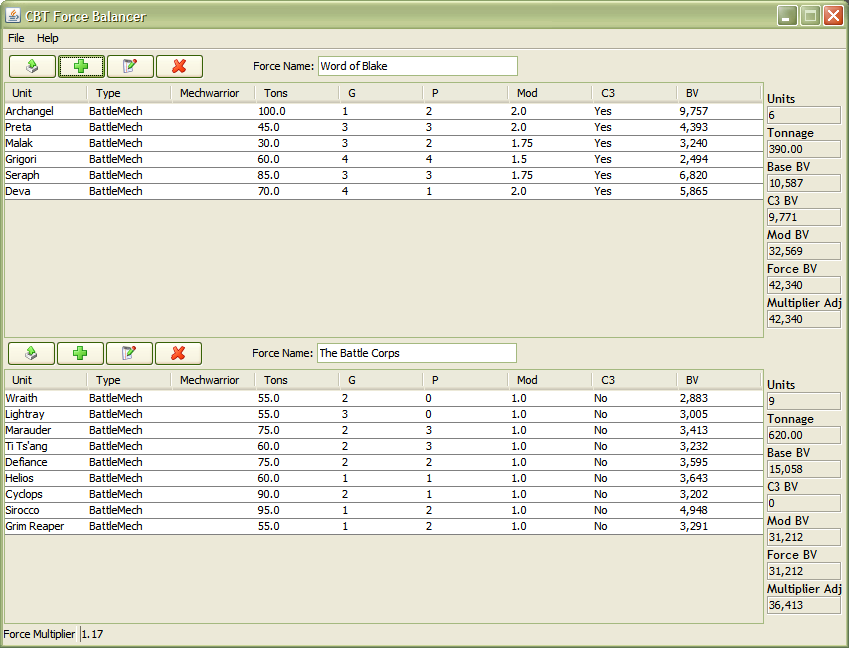 CBT Force Balancer
File Help
Force Name: Word of Blake
Unit Type Mechwarrior Tons G P Mod C3 BV
Archangel BattleMech 100.0 1 2 2.0 Yes 9,757
Preta BattleMech 45.0 3 3 2.0 Yes 4,393
Malak BattleMech 30.0 3 2 1.75 Yes 3,240
Grigori BattleMech 60.0 4 4 1.5 Yes 2,494
Seraph BattleMech 85.0 3 3 1.75 Yes 6,820
Deva BattleMech 70.0 4 1 2.0 Yes 5,865
Units
6
Tonnage
390.00
Base BV
10,587
C3 BV
9,771
Mod BV
32,569
Force BV
42,340
Multiplier Adj
42,340
Force Name: The Battle Corps
Unit Type Mechwarrior Tons G P Mod C3 BV
Wraith BattleMech 55.0 2 0 1.0 No 2,883
Lightray BattleMech 55.0 3 0 1.0 No 3,005
Marauder BattleMech 75.0 2 3 1.0 No 3,413
Ti Ts'ang BattleMech 60.0 2 3 1.0 No 3,232
Defiance BattleMech 75.0 2 2 1.0 No 3,595
Helios BattleMech 60.0 1 1 1.0 No 3,643
Cyclops BattleMech 90.0 2 1 1.0 No 3,202
Sirocco BattleMech 95.0 1 2 1.0 No 4,948
Grim Reaper BattleMech 55.0 1 2 1.0 No 3,291
Units
9
Tonnage
620.00
Base BV
15,058
C3 BV
0
Mod BV
31,212
Force BV
31,212
Multiplier Adj
36,413
Force Multiplier 1.17